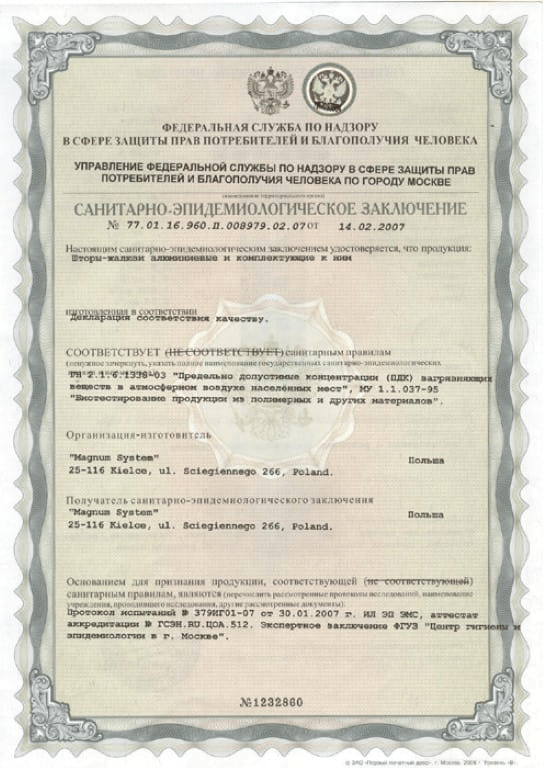 ФЕДЕРАЛЬНАЯ СЛУЖБА ПО НАДЗОРУ
В СФЕРЕ ЗАЩИТЫ ПРАВ ПОТРЕБИТЕЛЕЙ И БЛАГОПОЛУЧИЯ ЧЕЛОВЕКА
УПРАВЛЕНИЕ ФЕДЕРАЛЬНОЙ СЛУЖБЫ ПО НАДЗОРУ В СФЕРЕ ЗАЩИТЫ ПРАВ
ПОТРЕБИТЕЛЕЙ И БЛАГОПОЛУЧИЯ ЧЕЛОВЕКА ПО ГОРОДУ МОСКВЕ
(наименование территориального органа)
САНИТАРНО-ЭПИДЕМИОЛОГИЧЕСКОЕ ЗАКЛЮЧЕНИЕ
№ 77.01.16.960.П.008979.02.07 от 14.02.2007
Настоящим санитарно-эпидемиологическим заключением удостоверяется, что продукция:
Шторы-жалюзи алюминиевые и комплектующие к ним
изготовленная в соответствии
Декларация соответствия качеству.
СООТВЕТСТВУЕТ (НЕ СООТВЕТСТВУЕТ) санитарным правилам
(ненужное зачеркнуть, указать полное наименование государственных санитарно-эпидемиологических
ГН 2.1.6.1338-03 "Предельно допустимые концентрации (ПДК) загрязняющих
веществ в атмосферном воздухе населённых мест", МУ 1.1.037-95
"Биотестирование продукции из полимерных и других материалов".
Организация-изготовитель
"Magnum System" Польша
25-116 Kielce, ul. Sciegiennego 266, Poland.
Получатель санитарно-эпидемиологического заключения
"Magnum System" Польша
25-116 Kielce, ul. Sciegiennego 266, Poland.
Основанием для признания продукции, соответствующей (не соответствующей)
санитарным правилам, являются (перечислить рассмотренные протоколы исследований, наименование
учреждения, проводившего исследования, другие рассмотренные документы):
Протокол испытаний № 379ИГ01-07 от 30.01.2007 г. ИЛ ЭП ЭМС, аттестат
аккредитации № ГСЭН.RU.ЦОА.512. Экспертное заключение ФГУЗ "Центр гигиены и
эпидемиологии в г. Москве".
№1232860
© ЗАО «Первый печатный двор», г. Москва, 2006 г. Уровень «В».